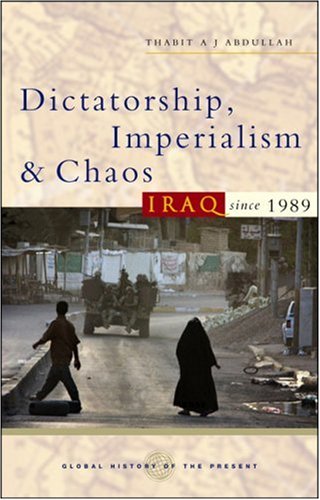 THABIT A J ABDULLAH
Dictatorship,
Imperialism
& Chaos
IRAQ since 1989
GLOBAL HISTORY OF THE PRESENT